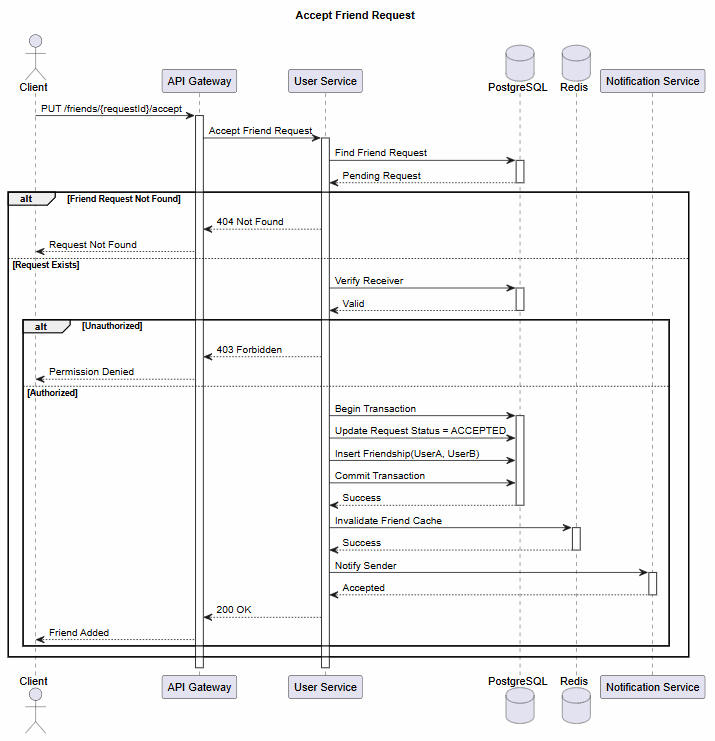 Accept Friend Request
Client
API Gateway
User Service
PostgreSQL
Redis
Notification Service
PUT /friends/{requestId}/accept
Accept Friend Request
Find Friend Request
Pending Request
alt
[Friend Request Not Found]
404 Not Found
Request Not Found
[Request Exists]
Verify Receiver
Valid
alt
[Unauthorized]
403 Forbidden
Permission Denied
[Authorized]
Begin Transaction
Update Request Status = ACCEPTED
Insert Friendship(UserA, UserB)
Commit Transaction
Success
Invalidate Friend Cache
Success
Notify Sender
Accepted
200 OK
Friend Added
Client
API Gateway
User Service
PostgreSQL
Redis
Notification Service